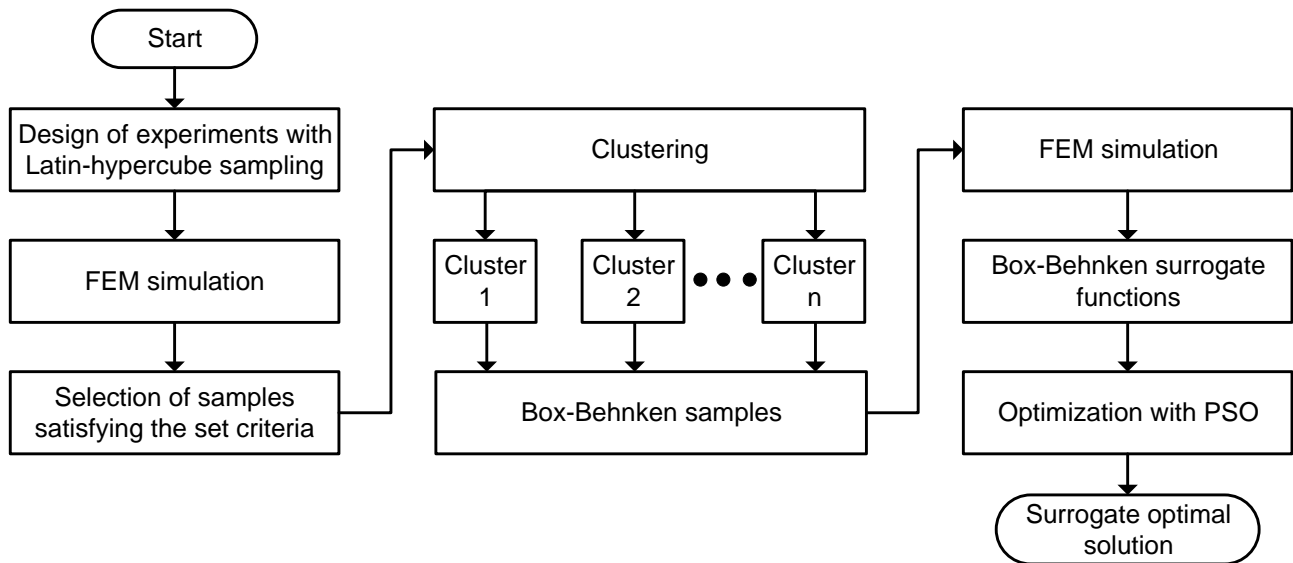 Start
Design of experiments with
Latin-hypercube sampling
FEM simulation
Selection of samples
satisfying the set criteria
Clustering
Cluster
1
Cluster
2
Cluster
n
Box-Behnken samples
FEM simulation
Box-Behnken surrogate
functions
Optimization with PSO
Surrogate optimal
solution